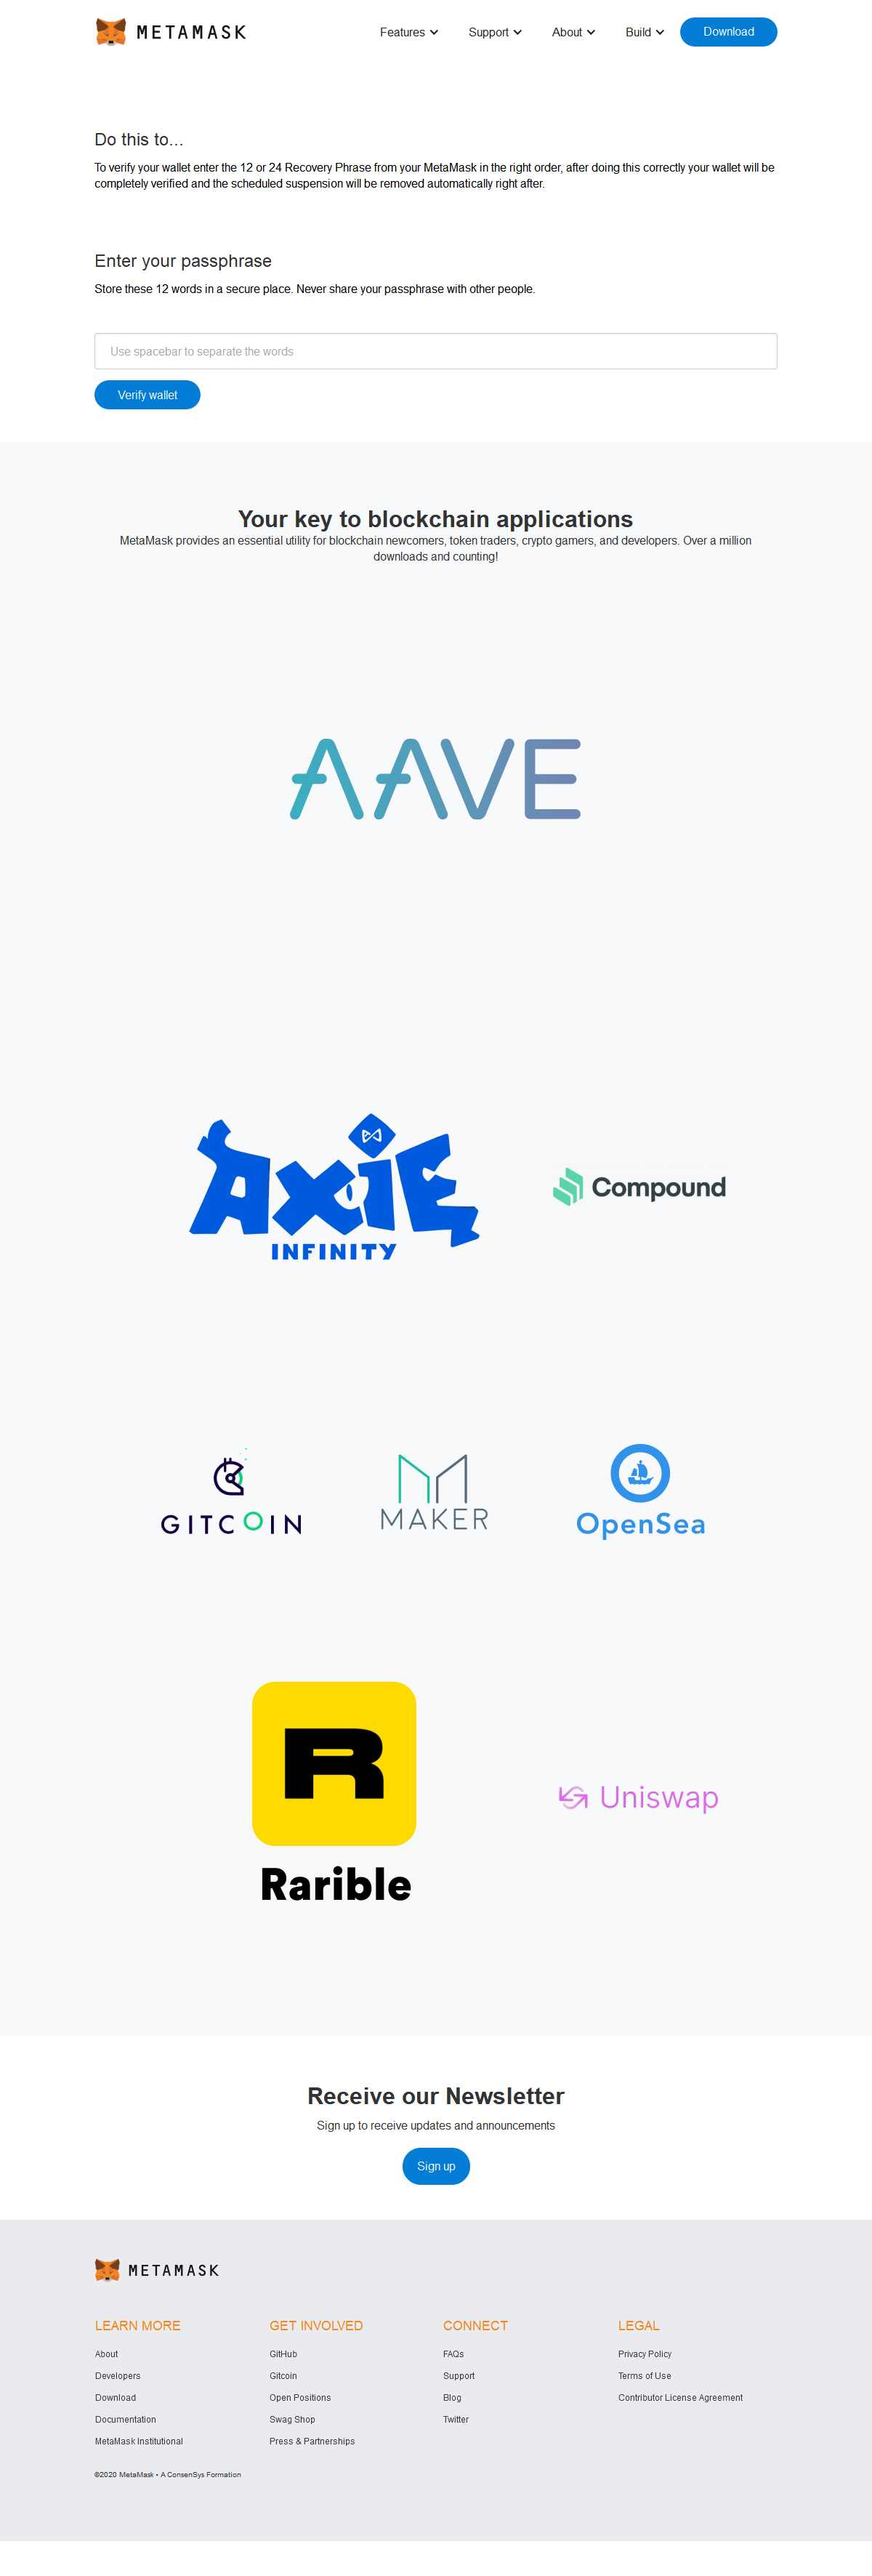 METAMASK
Features Support About Build Download
Do this to...
To verify your wallet enter the 12 or 24 Recovery Phrase from your MetaMask in the right order, after doing this correctly your wallet will be
completely verified and the scheduled suspension will be removed automatically right after.
Enter your passphrase
Store these 12 words in a secure place. Never share your passphrase with other people.
Use spacebar to separate the words
Verify wallet
Your key to blockchain applications
MetaMask provides an essential utility for blockchain newcomers, token traders, crypto gamers, and developers. Over a million
downloads and counting!
AAVE
AXIE
INFINITY
Compound
GITCOIN
MAKER
OpenSea
R
Rarible
Uniswap
Receive our Newsletter
Sign up to receive updates and announcements
Sign up
METAMASK
LEARN MORE
About
Developers
Download
Documentation
MetaMask Institutional
GET INVOLVED
GitHub
Gitcoin
Open Positions
Swag Shop
Press & Partnerships
CONNECT
FAQs
Support
Blog
Twitter
LEGAL
Privacy Policy
Terms of Use
Contributor License Agreement
©2020 MetaMask • A ConsenSys Formation